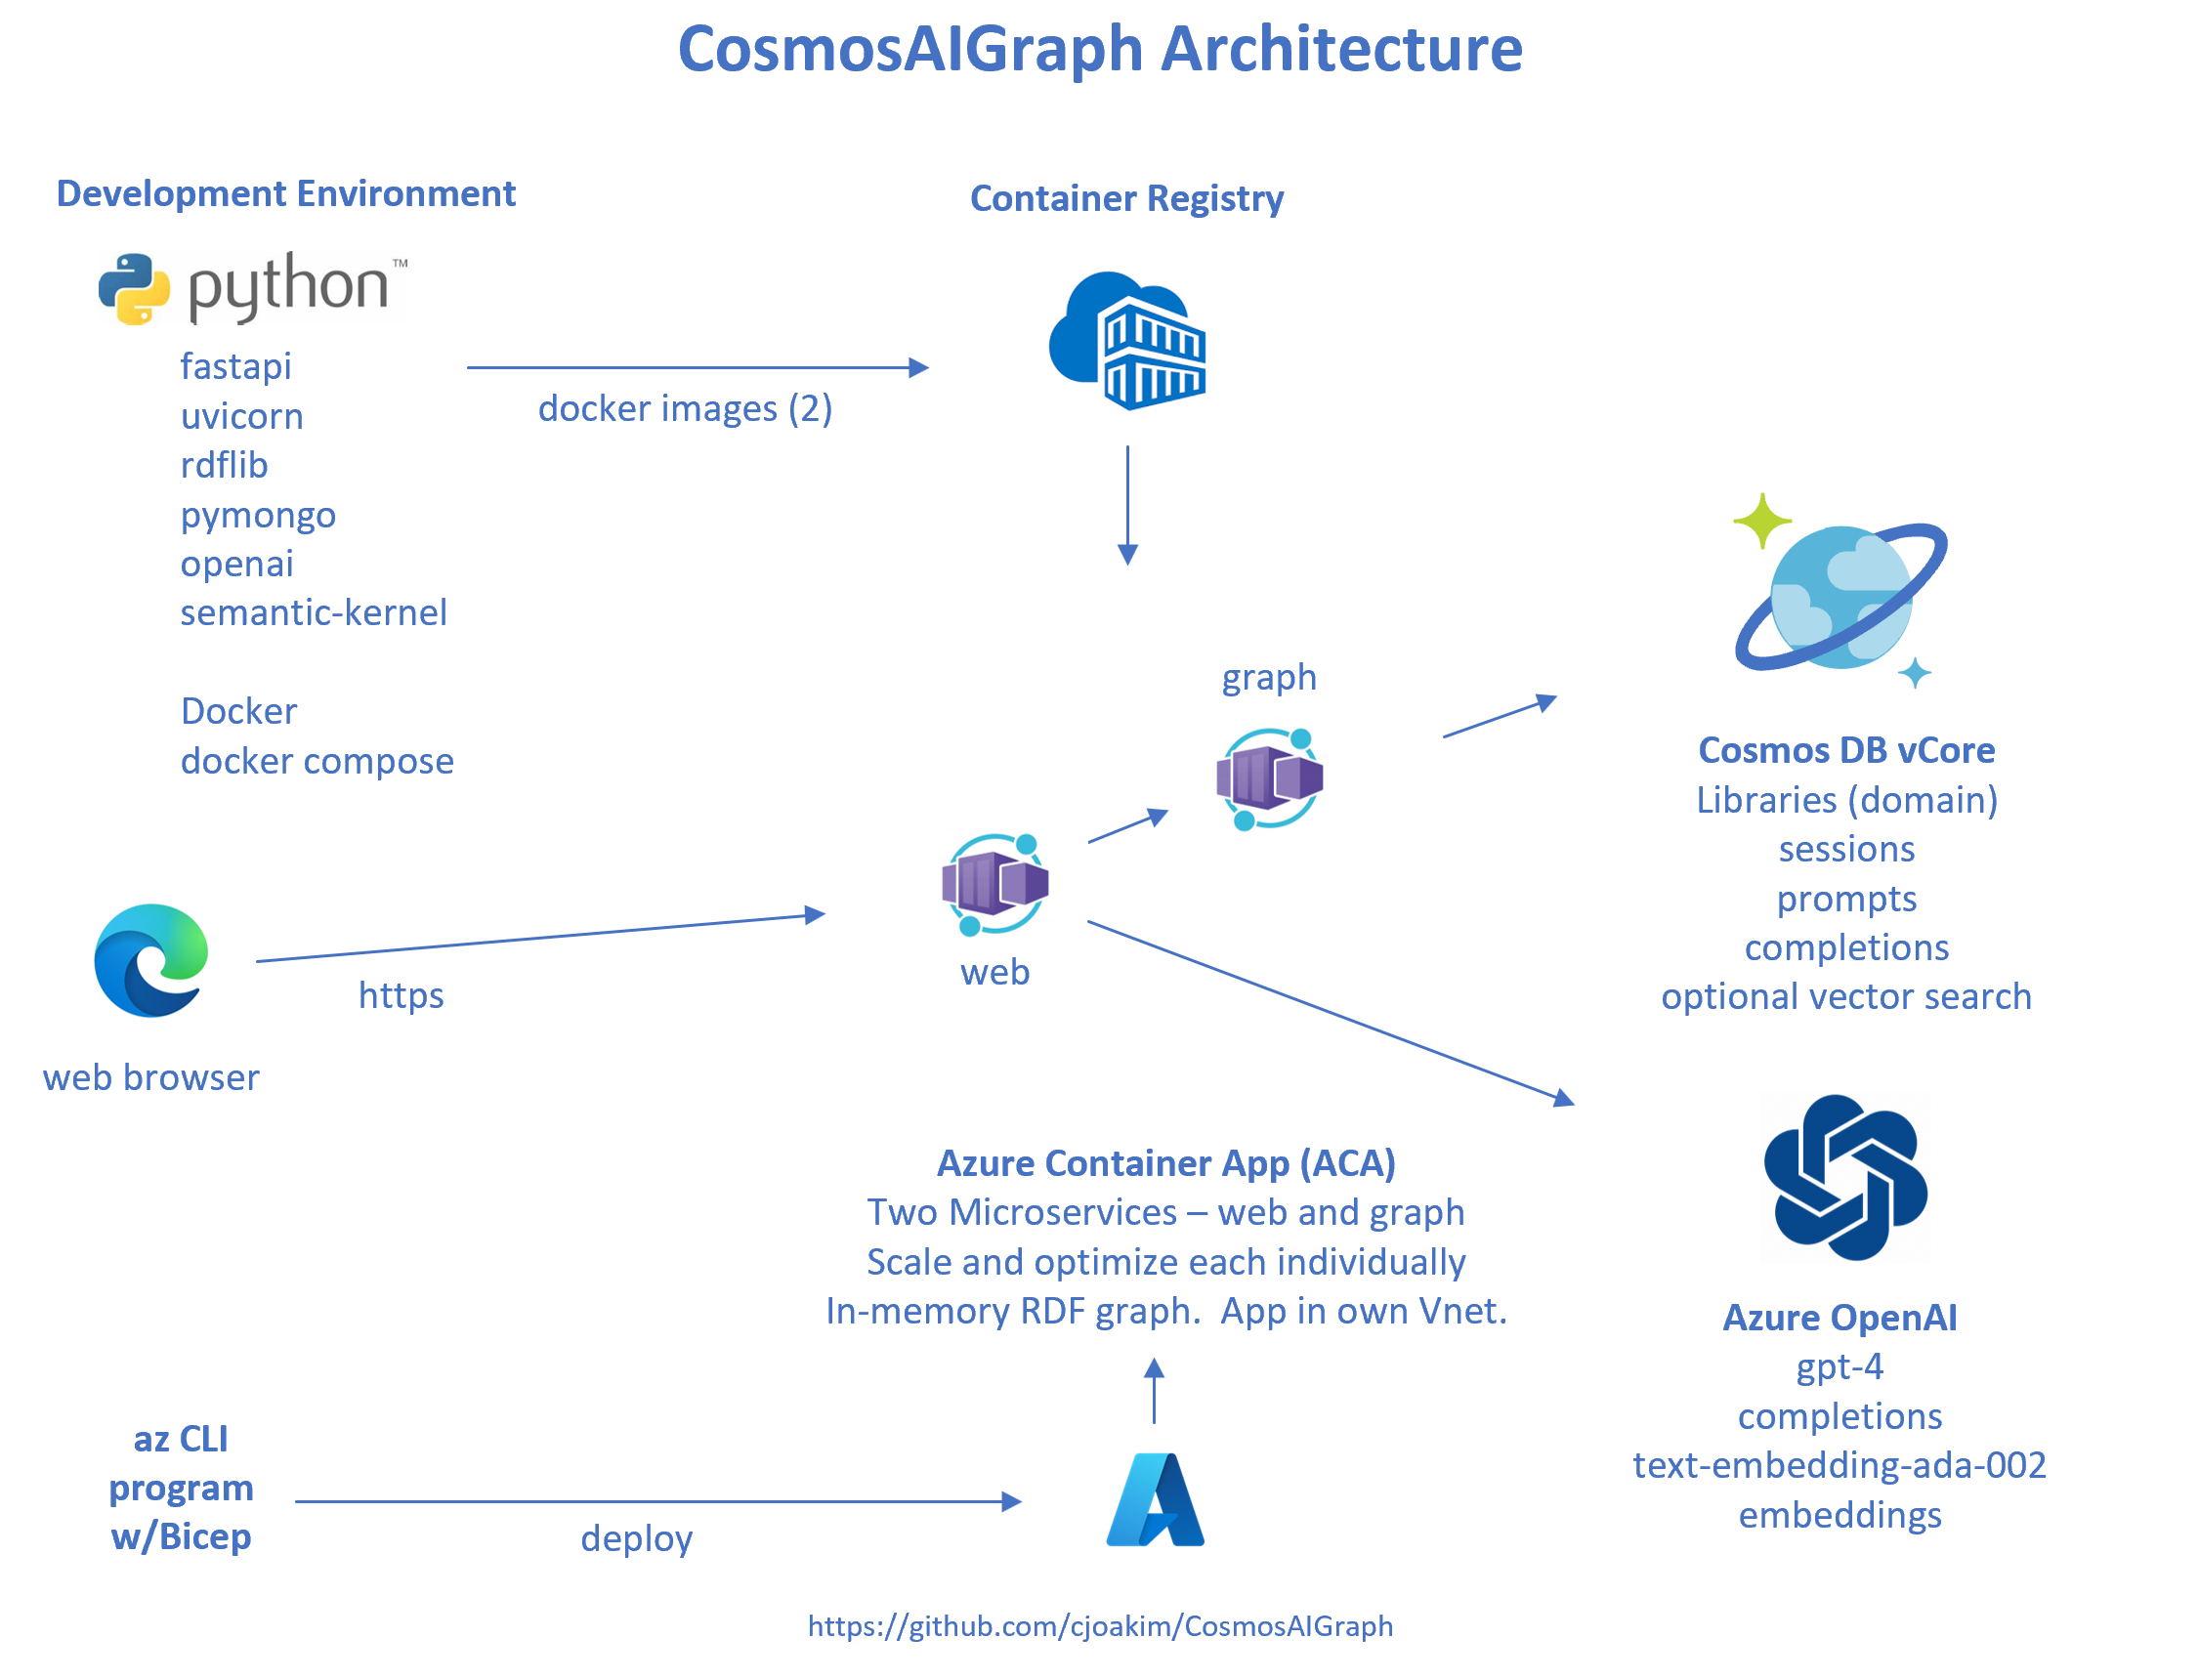 CosmosAIGraph Architecture
Development Environment
python™
fastapi
uvicorn
rdflib
pymongo
openai
semantic-kernel
Docker
docker compose
docker images (2)
Container Registry
graph
web
https
web browser
Cosmos DB vCore
Libraries (domain)
sessions
prompts
completions
optional vector search
Azure Container App (ACA)
Two Microservices – web and graph
Scale and optimize each individually
In-memory RDF graph.  App in own Vnet.
Azure OpenAI
gpt-4
completions
text-embedding-ada-002
embeddings
az CLI
program
w/Bicep
deploy
https://github.com/cjoakim/CosmosAIGraph